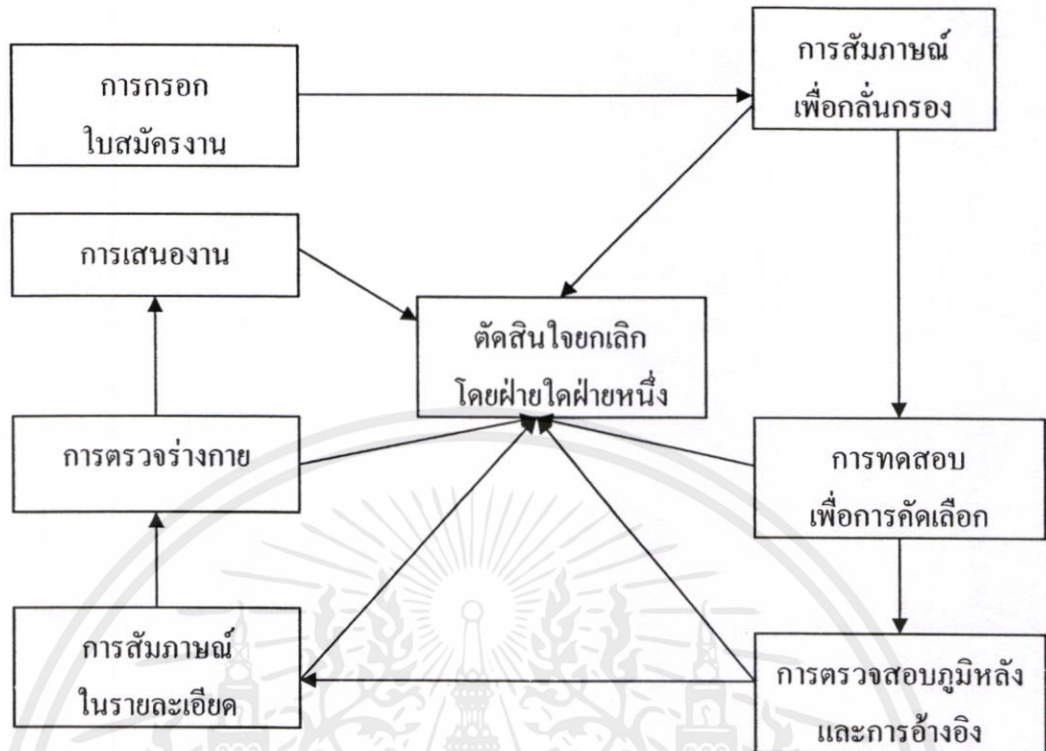 การกรอก
ใบสมัครงาน
การสัมภาษณ์
เพื่อกลั่นกรอง
การเสนองาน
ตัดสินใจยกเลิก
โดยฝ่ายใดฝ่ายหนึ่ง
การตรวจร่างกาย
การทดสอบ
เพื่อการคัดเลือก
การสัมภาษณ์
ในรายละเอียด
การตรวจสอบภูมิหลัง
และการอ้างอิง